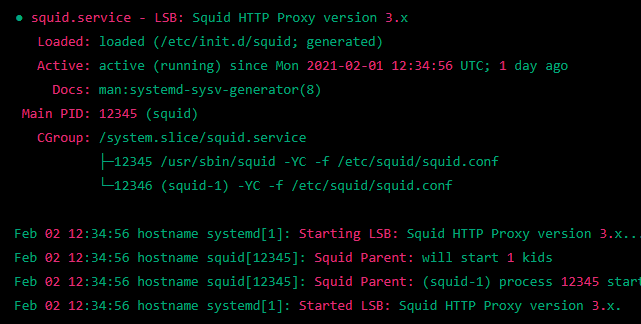 ● squid.service - LSB: Squid HTTP Proxy version 3.x
Loaded: loaded (/etc/init.d/squid; generated)
Active: active (running) since Mon 2021-02-01 12:34:56 UTC; 1 day ago
Docs: man:systemd-sysv-generator(8)
Main PID: 12345 (squid)
CGroup: /system.slice/squid.service
├─12345 /usr/sbin/squid -YC -f /etc/squid/squid.conf
└─12346 (squid-1) -YC -f /etc/squid/squid.conf
Feb 02 12:34:56 hostname systemd[1]: Starting LSB: Squid HTTP Proxy version 3.x...
Feb 02 12:34:56 hostname squid[12345]: Squid Parent: will start 1 kids
Feb 02 12:34:56 hostname squid[12345]: Squid Parent: (squid-1) process 12345 start
Feb 02 12:34:56 hostname systemd[1]: Started LSB: Squid HTTP Proxy version 3.x.